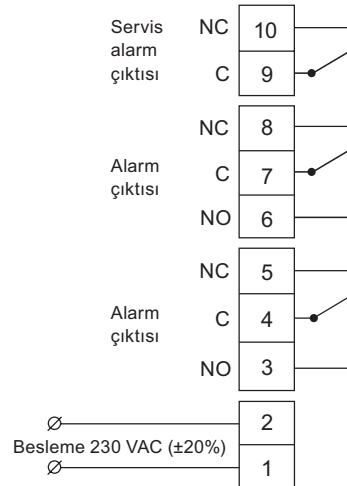 Servis alarm çıktısı
NC 10
C 9
NC 8
Alarm çıktısı
C 7
NO 6
NC 5
Alarm çıktısı
C 4
NO 3
2
Besleme 230 VAC (±20%)
1